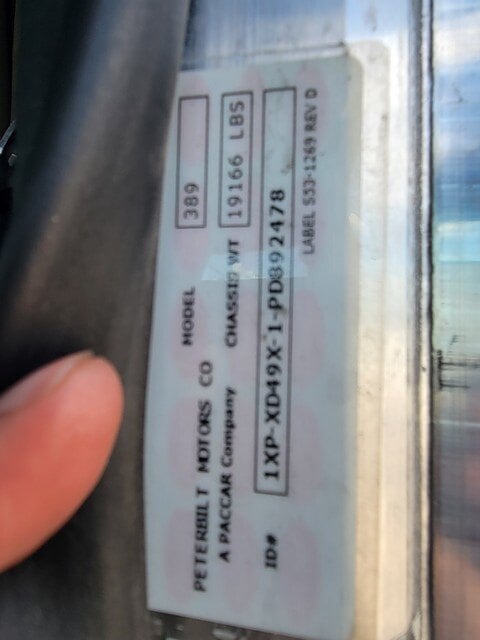 PETERBILT MOTORS CO MODEL 389
A PACCAR Company CHASSIS WT 19166 LBS
ID# 1XP-XD49X-1-PD892478
LABEL S53-1269 REV D